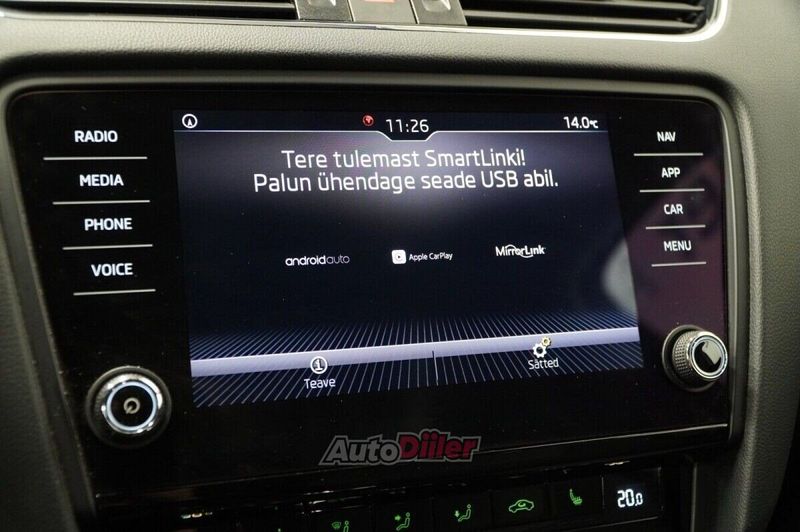 11:26
14.0°C
RADIO
MEDIA
PHONE
VOICE
Tere tulemast SmartLinki!
Palun ühendage seade USB abil.
androidauto
Apple CarPlay
MirrorLink
Teave
Sätted
NAV
APP
CAR
MENU
AutoDiiler
20.0